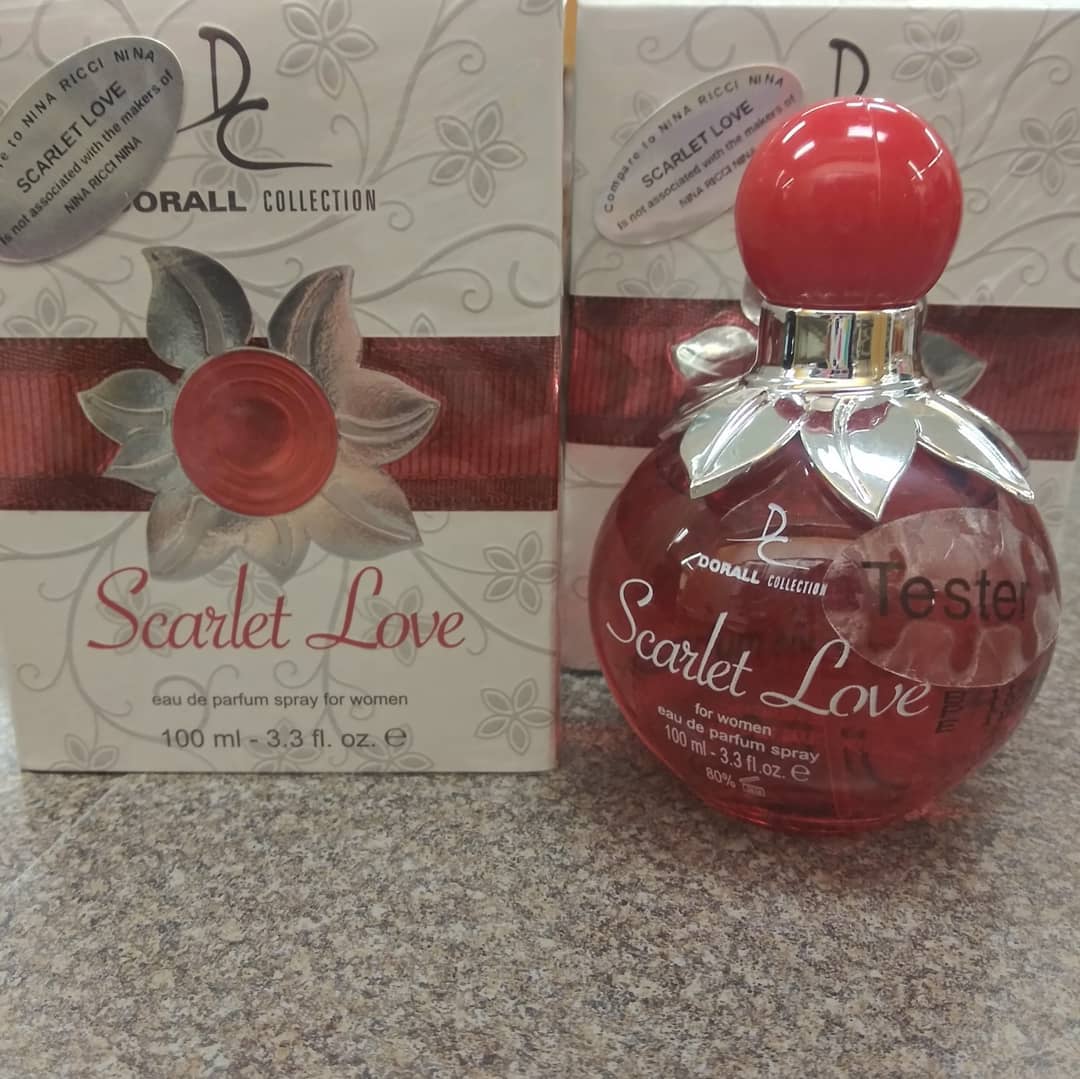 re to NINA RICCI NINA
SCARLET LOVE
Is not associated with the makers of
NINA RICCI NINA
DC
DORALL COLLECTION
Scarlet Love
eau de parfum spray for women
100 ml - 3.3 fl. oz. ℮
Compare to NINA RICCI NINA
SCARLET LOVE
Is not associated with the makers of
NINA RICCI NINA
D
DC
DORALL COLLECTION
Tester
Scarlet Love
for women
eau de parfum spray
100 ml - 3.3 fl.oz. ℮
80%